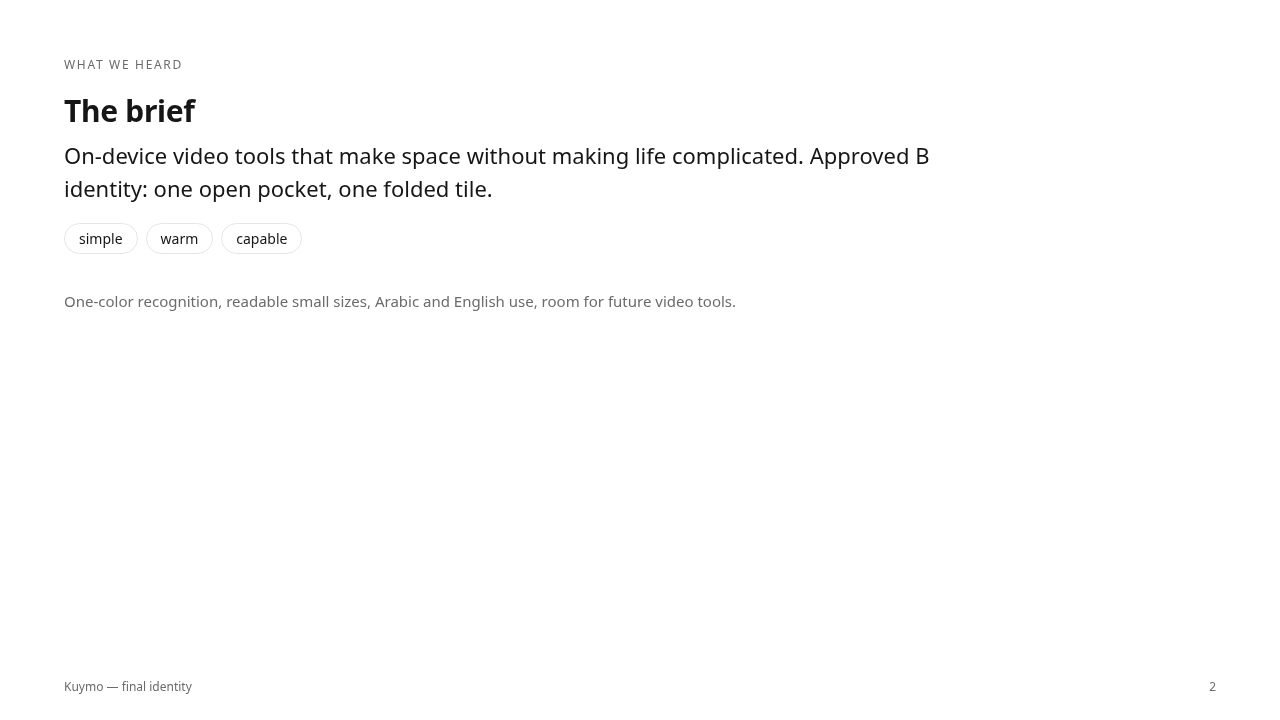 WHAT WE HEARD
The brief
On-device video tools that make space without making life complicated. Approved B
identity: one open pocket, one folded tile.
simple
warm
capable
One-color recognition, readable small sizes, Arabic and English use, room for future video tools.
Kuymo — final identity
2